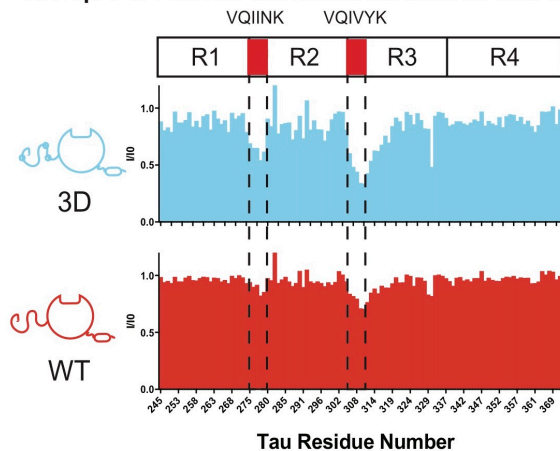 VQIINK VQIVYK
R1 R2 R3 R4
1.0
I/I0
0.5
0.0
3D
1.0
I/I0
0.5
0.0
WT
245 253 258 263 268 275 280 285 291 296 302 308 314 319 324 329 337 342 347 352 357 361 369
Tau Residue Number